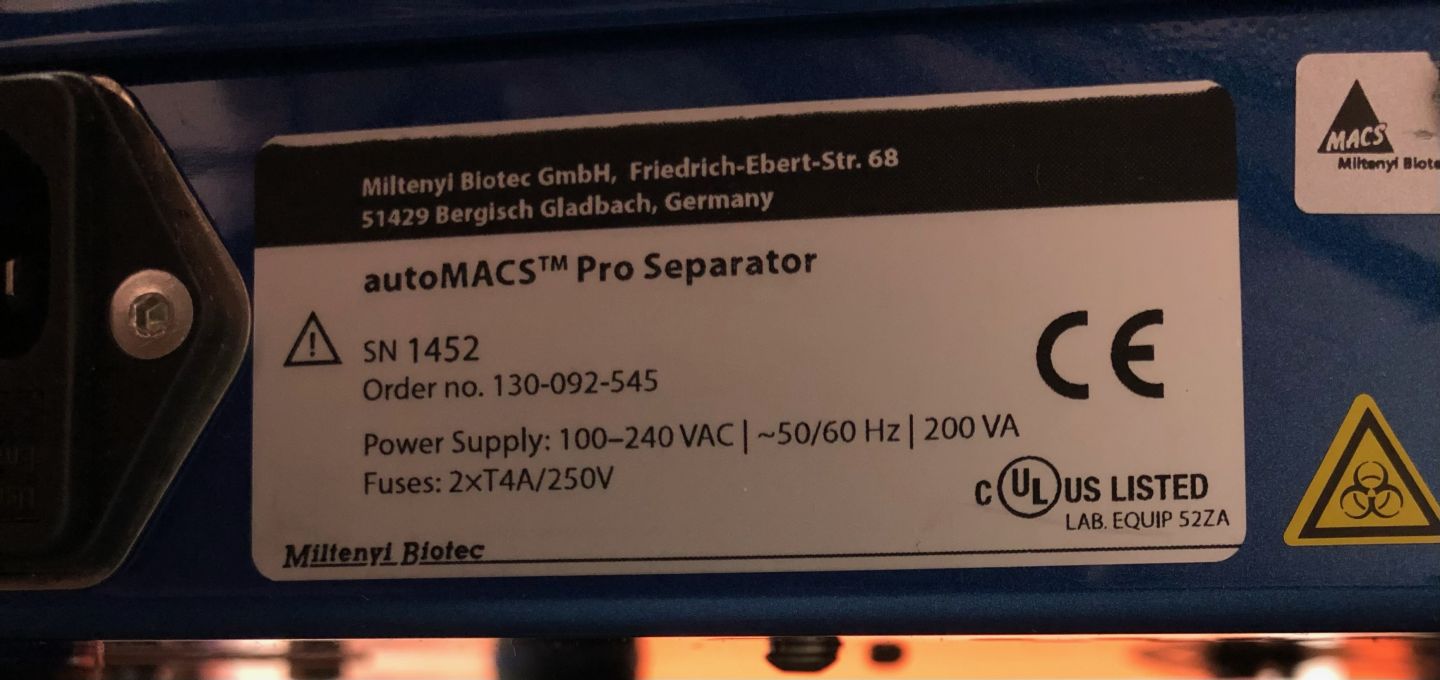 Miltenyi Biotec GmbH, Friedrich-Ebert-Str. 68
51429 Bergisch Gladbach, Germany
autoMACS™ Pro Separator
SN 1452
Order no. 130-092-545
Power Supply: 100–240 VAC | ~50/60 Hz | 200 VA
Fuses: 2xT4A/250V
CE
C UL US LISTED
LAB. EQUIP 52ZA
Miltenyi Biotec
MACS
Miltenyi